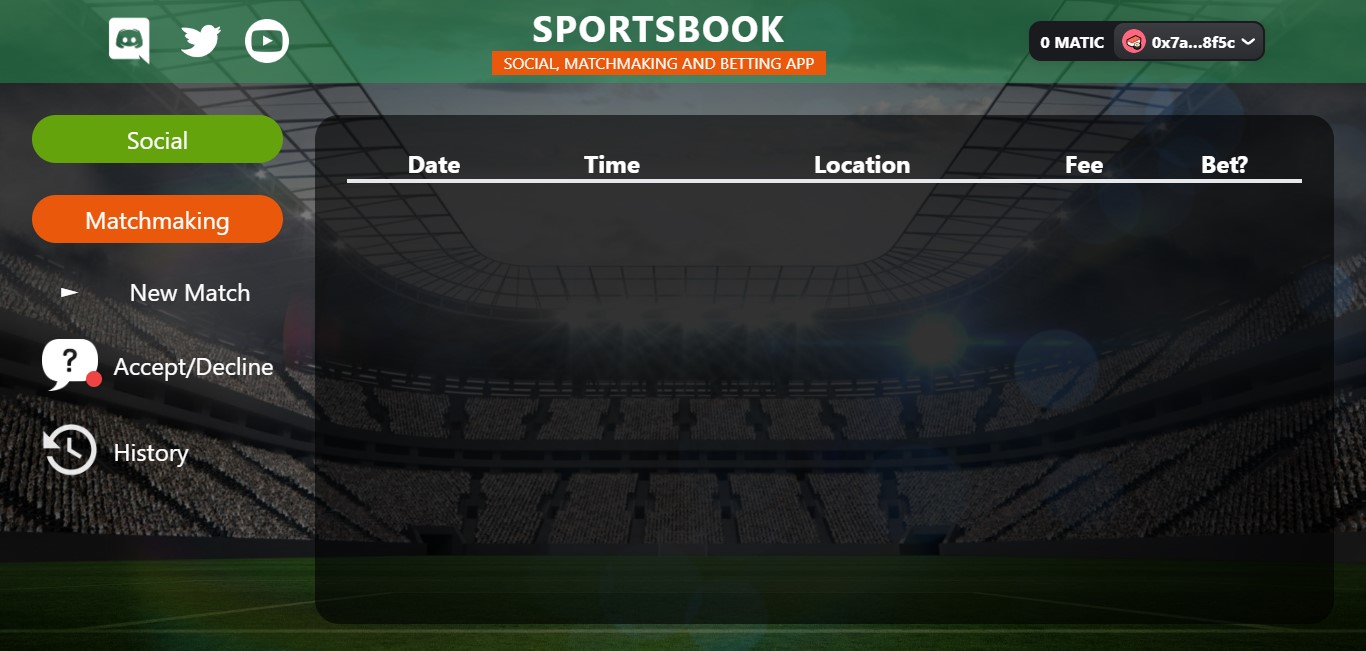 SPORTSBOOK
SOCIAL, MATCHMAKING AND BETTING APP
0 MATIC 0x7a...8f5c
Social
Matchmaking
New Match
? Accept/Decline
History
Date Time Location Fee Bet?